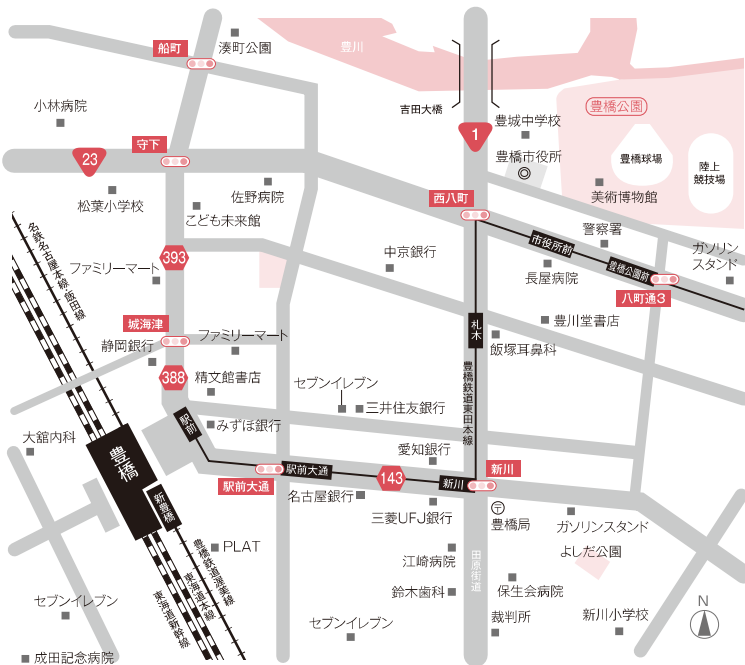 船町
湊町公園
豊川
吉田大橋
小林病院
守下
23
1
豊城中学校
豊橋公園
豊橋市役所
豊橋球場
陸上
競技場
松葉小学校
佐野病院
こども未来館
西八町
美術博物館
市役所前
警察署
豊橋公園前
ガソリン
スタンド
名鉄名古屋本線・飯田線
393
ファミリーマート
中京銀行
長屋病院
八町通3
城海津
ファミリーマート
静岡銀行
札木
豊川堂書店
飯塚耳鼻科
388
精文館書店
セブンイレブン
三井住友銀行
豊橋鉄道東田本線
駅前
みずほ銀行
大舘内科
豊橋
愛知銀行
駅前大通
駅前大通
143
新川
新川
名古屋銀行
三菱UFJ銀行
〒
豊橋局
ガソリンスタンド
新豊橋
PLAT
よしだ公園
江崎病院
田原街道
鈴木歯科
保生会病院
豊橋鉄道渥美線
東海道本線
東海道新幹線
セブンイレブン
セブンイレブン
裁判所
新川小学校
N
成田記念病院